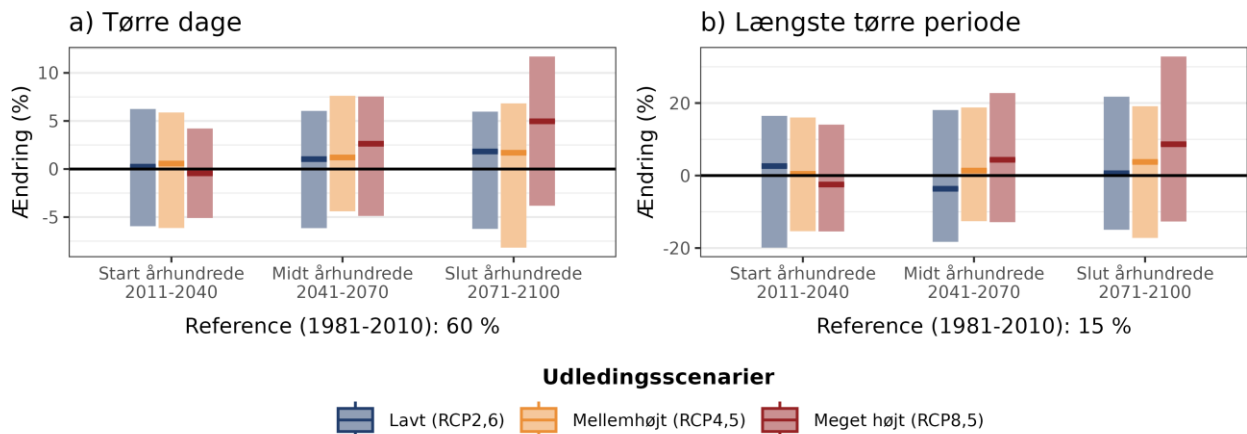 a) Tørre dage
Ændring (%)
10
5
0
-5
Start århundrede
2011-2040
Midt århundrede
2041-2070
Slut århundrede
2071-2100
Reference (1981-2010): 60 %
b) Længste tørre periode
Ændring (%)
20
0
-20
Start århundrede
2011-2040
Midt århundrede
2041-2070
Slut århundrede
2071-2100
Reference (1981-2010): 15 %
Udledingsscenarier
Lavt (RCP2,6)
Mellemhøjt (RCP4,5)
Meget højt (RCP8,5)